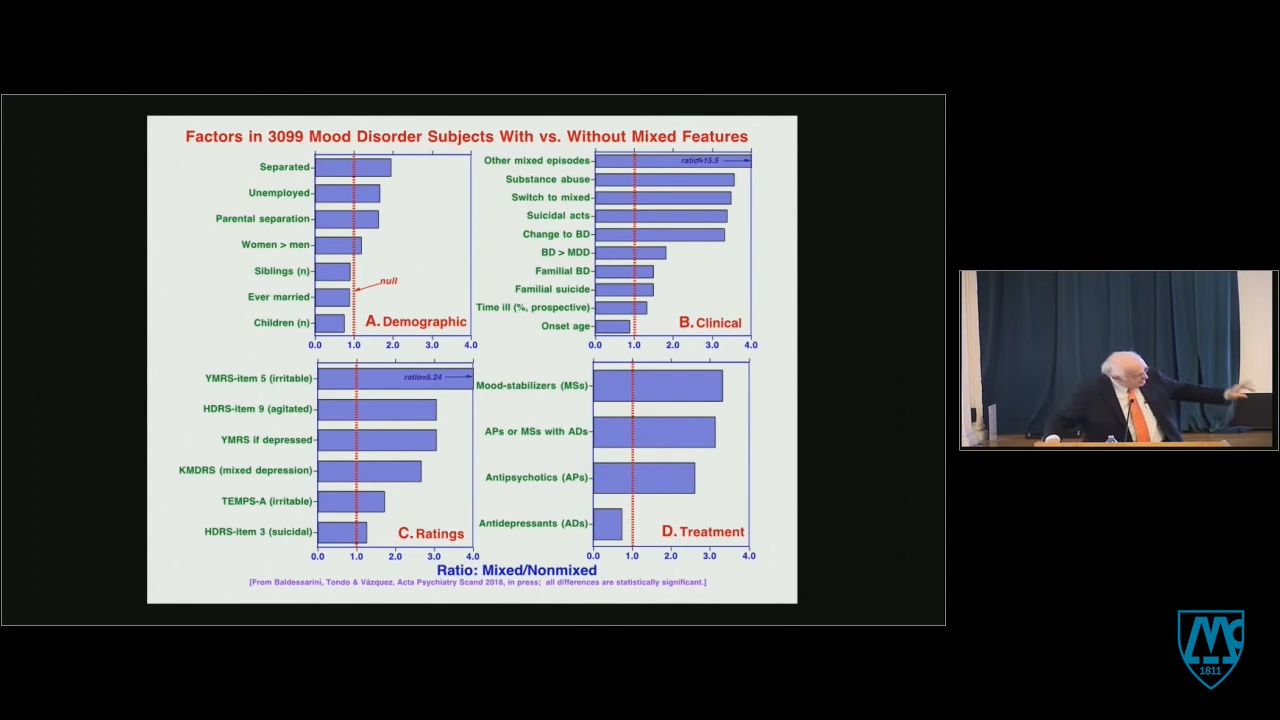 Factors in 3099 Mood Disorder Subjects With vs. Without Mixed Features
Separated
Unemployed
Parental separation
Women > men
Siblings (n)
Ever married
Children (n)
null
A. Demographic
0.0 1.0 2.0 3.0 4.0
Other mixed episodes
ratio=15.5
Substance abuse
Switch to mixed
Suicidal acts
Change to BD
BD > MDD
Familial BD
Familial suicide
Time ill (%, prospective)
Onset age
B. Clinical
0.0 1.0 2.0 3.0 4.0
YMRS-item 5 (irritable)
ratio=5.24
HDRS-item 9 (agitated)
YMRS if depressed
KMDRS (mixed depression)
TEMPS-A (irritable)
HDRS-item 3 (suicidal)
C. Ratings
0.0 1.0 2.0 3.0 4.0
Mood-stabilizers (MSs)
APs or MSs with ADs
Antipsychotics (APs)
Antidepressants (ADs)
D. Treatment
0.0 1.0 2.0 3.0 4.0
Ratio: Mixed/Nonmixed
[From Baldessarini, Tondo & Vázquez, Acta Psychiatry Scand 2018, in press; all differences are statistically significant.]
Mc
1811